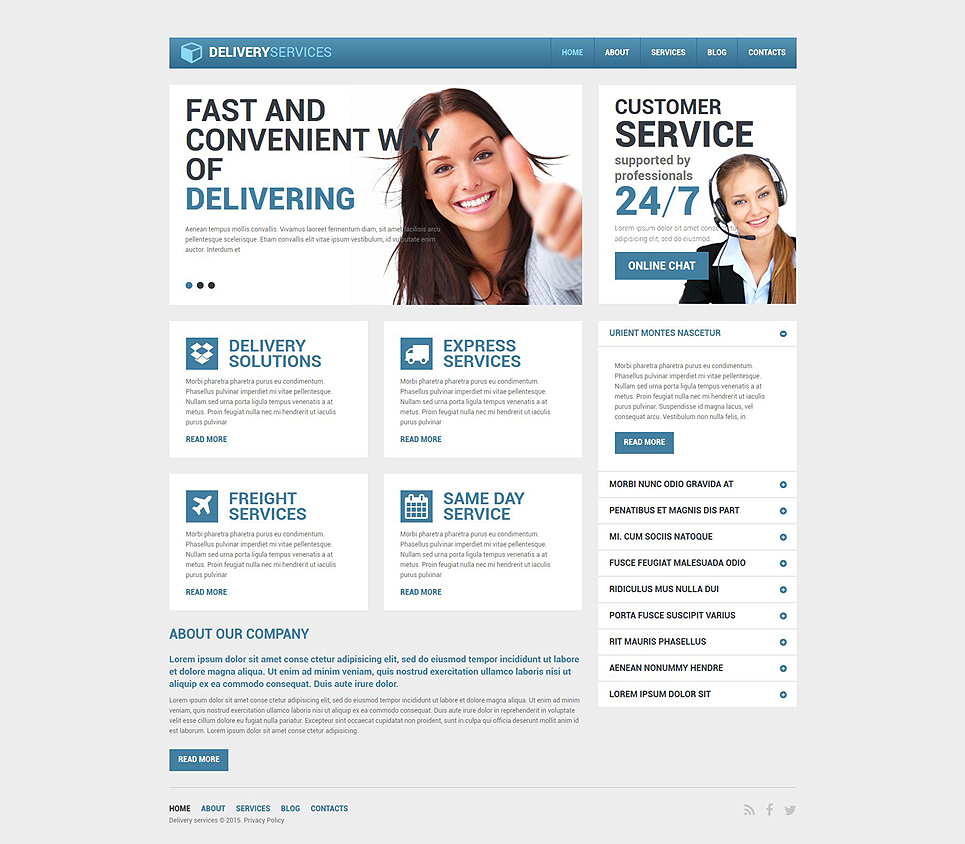 DELIVERYSERVICES
HOME
ABOUT
SERVICES
BLOG
CONTACTS
FAST AND
CONVENIENT WAY
OF
DELIVERING
Aenean tempus mollis convallis. Vivamus laoreet fermentum diam, sit amet facilisis arcu
pellentesque scelerisque. Etiam convallis elit vitae ipsum vestibulum, id vulputate enim
auctor. Interdum et
CUSTOMER
SERVICE
supported by
professionals
24/7
Lorem ipsum dolor sit amet conse ctetur
adipisicing elit, sed do eiusmod.
ONLINE CHAT
DELIVERY
SOLUTIONS
Morbi pharetra pharetra purus eu condimentum.
Phasellus pulvinar imperdiet mi vitae pellentesque.
Nullam sed urna porta ligula tempus venenatis a at
metus. Proin feugiat nulla nec mi hendrerit ut iaculis
purus pulvinar
READ MORE
EXPRESS
SERVICES
Morbi pharetra pharetra purus eu condimentum.
Phasellus pulvinar imperdiet mi vitae pellentesque.
Nullam sed urna porta ligula tempus venenatis a at
metus. Proin feugiat nulla nec mi hendrerit ut iaculis
purus pulvinar
READ MORE
FREIGHT
SERVICES
Morbi pharetra pharetra purus eu condimentum.
Phasellus pulvinar imperdiet mi vitae pellentesque.
Nullam sed urna porta ligula tempus venenatis a at
metus. Proin feugiat nulla nec mi hendrerit ut iaculis
purus pulvinar
READ MORE
SAME DAY
SERVICE
Morbi pharetra pharetra purus eu condimentum.
Phasellus pulvinar imperdiet mi vitae pellentesque.
Nullam sed urna porta ligula tempus venenatis a at
metus. Proin feugiat nulla nec mi hendrerit ut iaculis
purus pulvinar
READ MORE
URIENT MONTES NASCETUR
Morbi pharetra pharetra purus eu condimentum.
Phasellus pulvinar imperdiet mi vitae pellentesque.
Nullam sed urna porta ligula tempus venenatis a at
metus. Proin feugiat nulla nec mi hendrerit ut iaculis
purus pulvinar. Suspendisse id magna lacus, vel
consequat arcu. Vestibulum non nulla felis, in
READ MORE
MORBI NUNC ODIO GRAVIDA AT
PENATIBUS ET MAGNIS DIS PART
MI. CUM SOCIIS NATOQUE
FUSCE FEUGIAT MALESUADA ODIO
RIDICULUS MUS NULLA DUI
PORTA FUSCE SUSCIPIT VARIUS
RIT MAURIS PHASELLUS
AENEAN NONUMMY HENDRE
LOREM IPSUM DOLOR SIT
ABOUT OUR COMPANY
Lorem ipsum dolor sit amet conse ctetur adipisicing elit, sed do eiusmod tempor incididunt ut labore
et dolore magna aliqua. Ut enim ad minim veniam, quis nostrud exercitation ullamco laboris nisi ut
aliquip ex ea commodo consequat. Duis aute irure dolor.
Lorem ipsum dolor sit amet conse ctetur adipisicing elit, sed do eiusmod tempor incididunt ut labore et dolore magna aliqua. Ut enim ad minim
veniam, quis nostrud exercitation ullamco laboris nisi ut aliquip ex ea commodo consequat. Duis aute irure dolor in reprehenderit in voluptate
velit esse cillum dolore eu fugiat nulla pariatur. Excepteur sint occaecat cupidatat non proident, sunt in culpa qui officia deserunt mollit anim id
est laborum. Lorem ipsum dolor sit amet conse ctetur adipisicing.
READ MORE
HOME
ABOUT
SERVICES
BLOG
CONTACTS
Delivery services © 2015. Privacy Policy